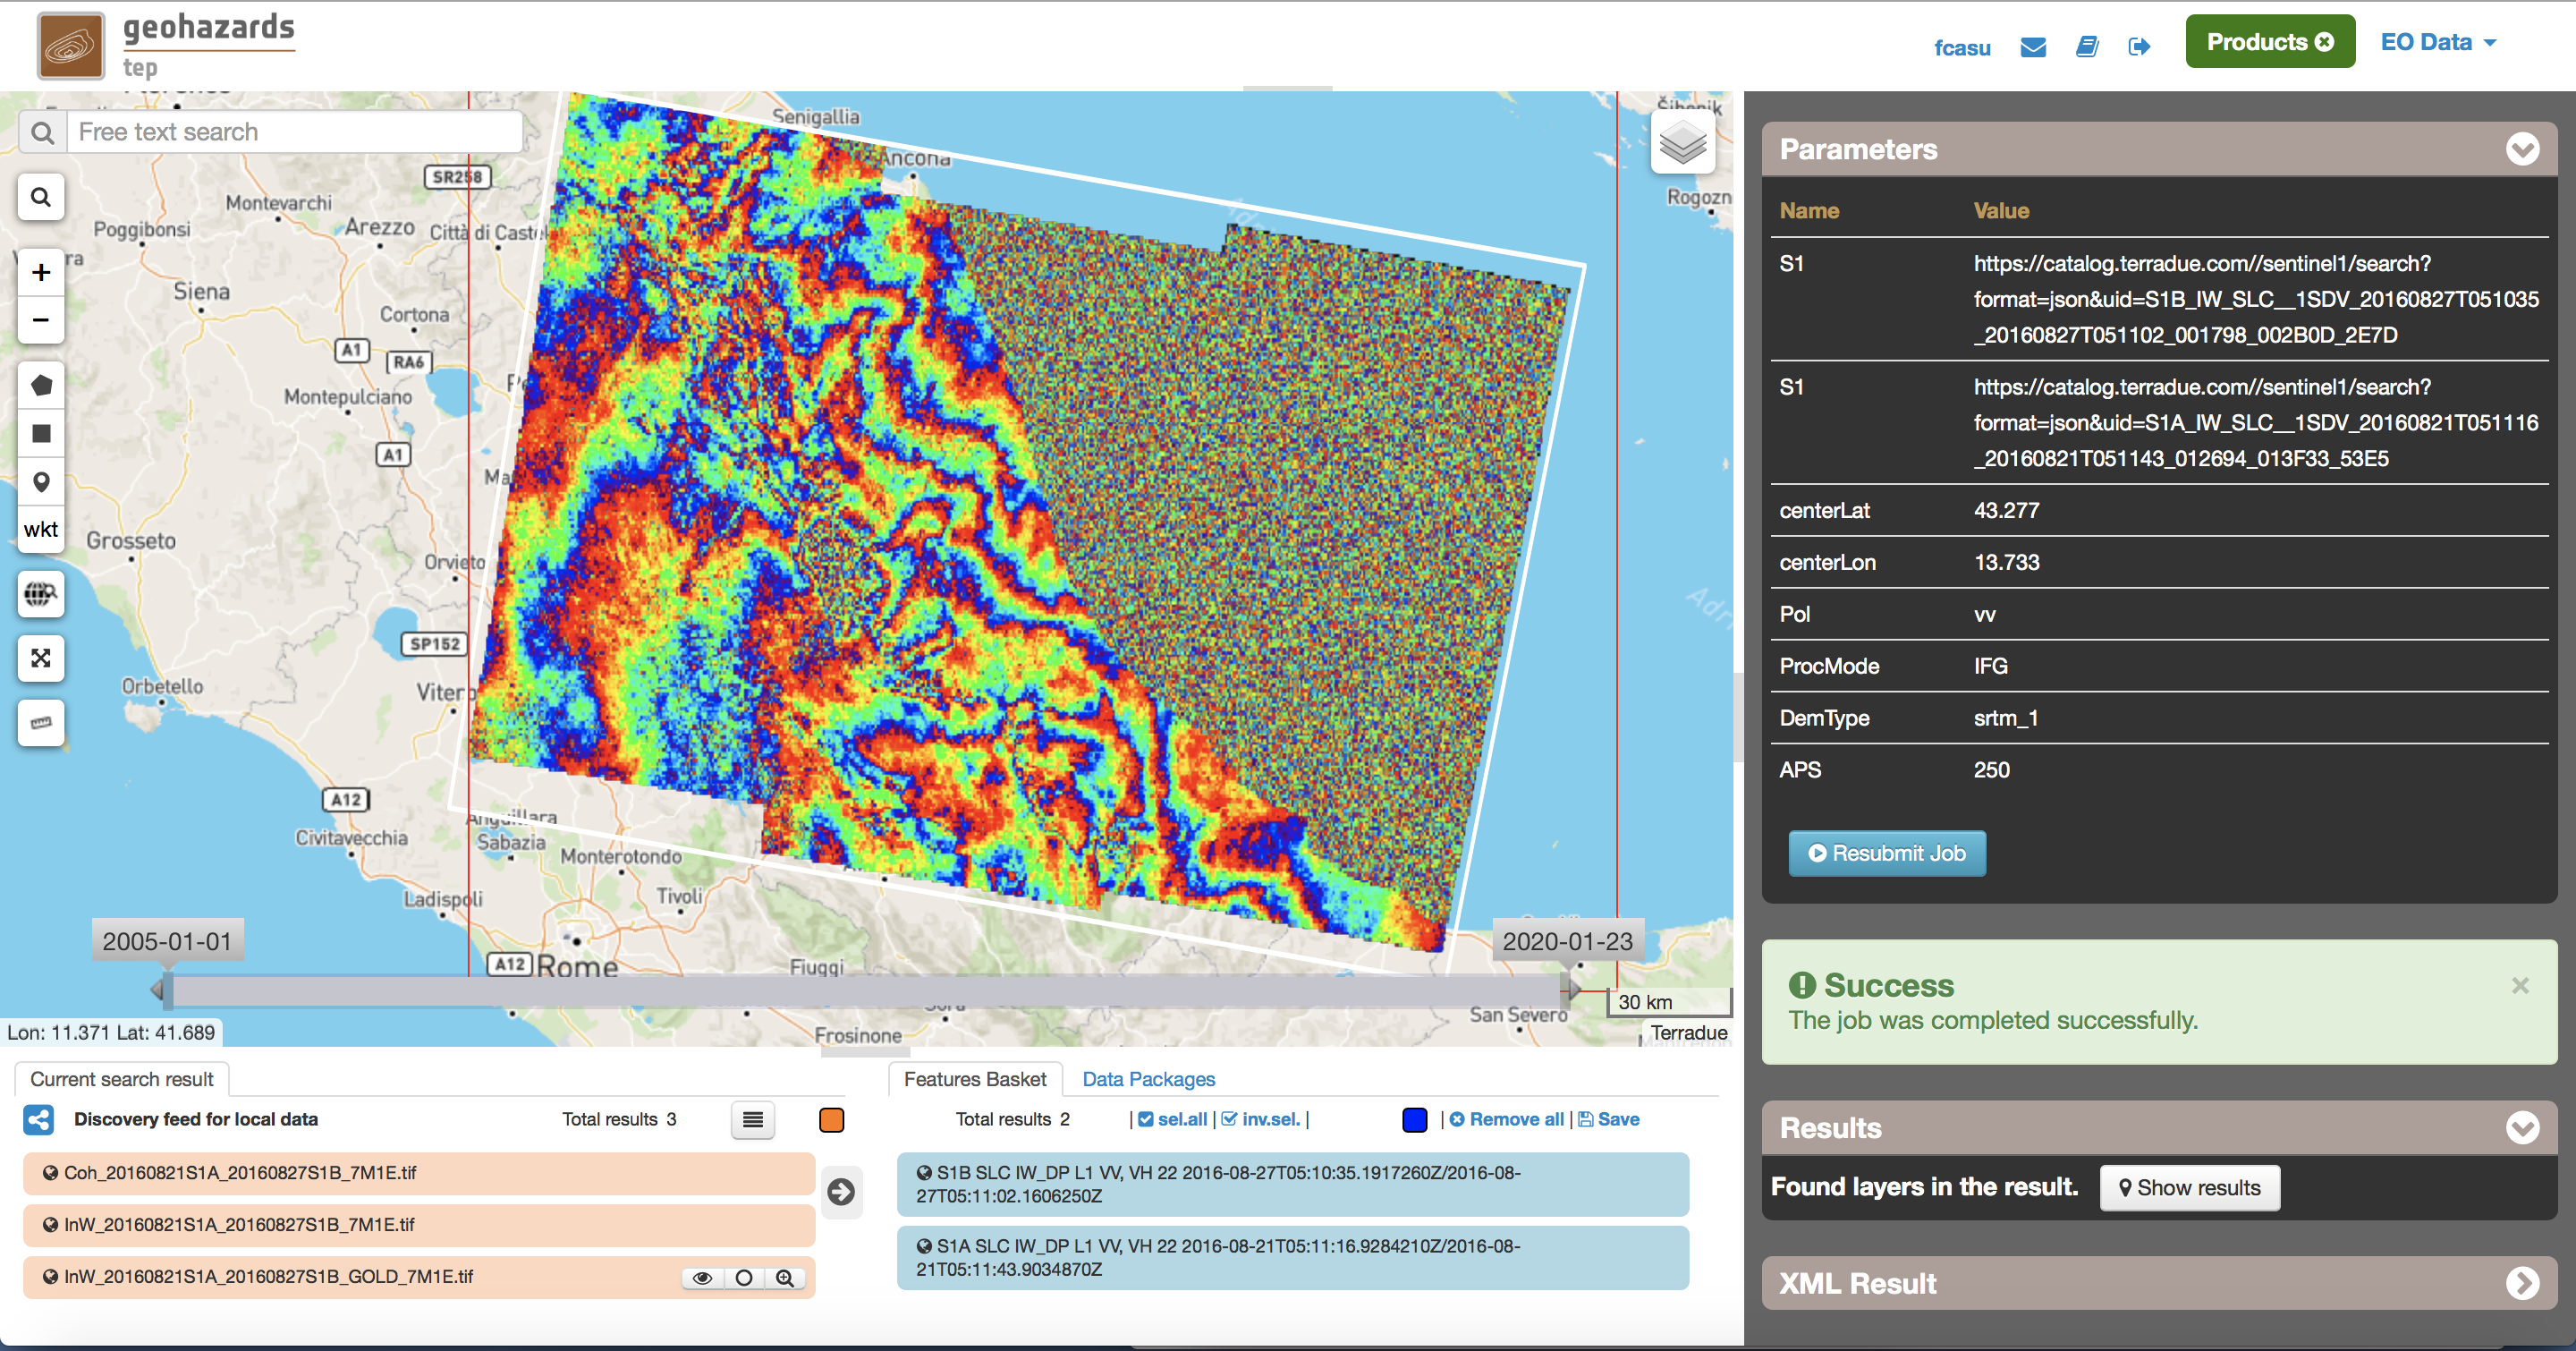 geohazards
tep
fcasu
Products
EO Data
Free text search
Senigallia
Ancona
SR258
Montevarchi
Poggibonsi
Arezzo
Città di Castel
Rogozn
Siena
Cortona
A1
RA6
Montepulciano
A1
wkt
Grosseto
Orvieto
SP152
Orbetello
Viterb
A12
Anguillara
Sabazia
Civitavecchia
Monterotondo
Ladispoli
Tivoli
2005-01-01
2020-01-23
A12
Rome
Fiuggi
30 km
San Severo
Frosinone
Lon: 11.371 Lat: 41.689
Terradue
Parameters
Name Value
S1 https://catalog.terradue.com//sentinel1/search?
format=json&uid=S1B_IW_SLC__1SDV_20160827T051035
_20160827T051102_001798_002B0D_2E7D
S1 https://catalog.terradue.com//sentinel1/search?
format=json&uid=S1A_IW_SLC__1SDV_20160821T051116
_20160821T051143_012694_013F33_53E5
centerLat 43.277
centerLon 13.733
Pol vv
ProcMode IFG
DemType srtm_1
APS 250
Resubmit Job
Success
The job was completed successfully.
Results
Found layers in the result. Show results
XML Result
Current search result
Discovery feed for local data Total results 3
Coh_20160821S1A_20160827S1B_7M1E.tif
InW_20160821S1A_20160827S1B_7M1E.tif
InW_20160821S1A_20160827S1B_GOLD_7M1E.tif
Features Basket Data Packages
Total results 2 | sel.all | inv.sel. | | Remove all | Save
S1B SLC IW_DP L1 VV, VH 22 2016-08-27T05:10:35.1917260Z/2016-08-
27T05:11:02.1606250Z
S1A SLC IW_DP L1 VV, VH 22 2016-08-21T05:11:16.9284210Z/2016-08-
21T05:11:43.9034870Z